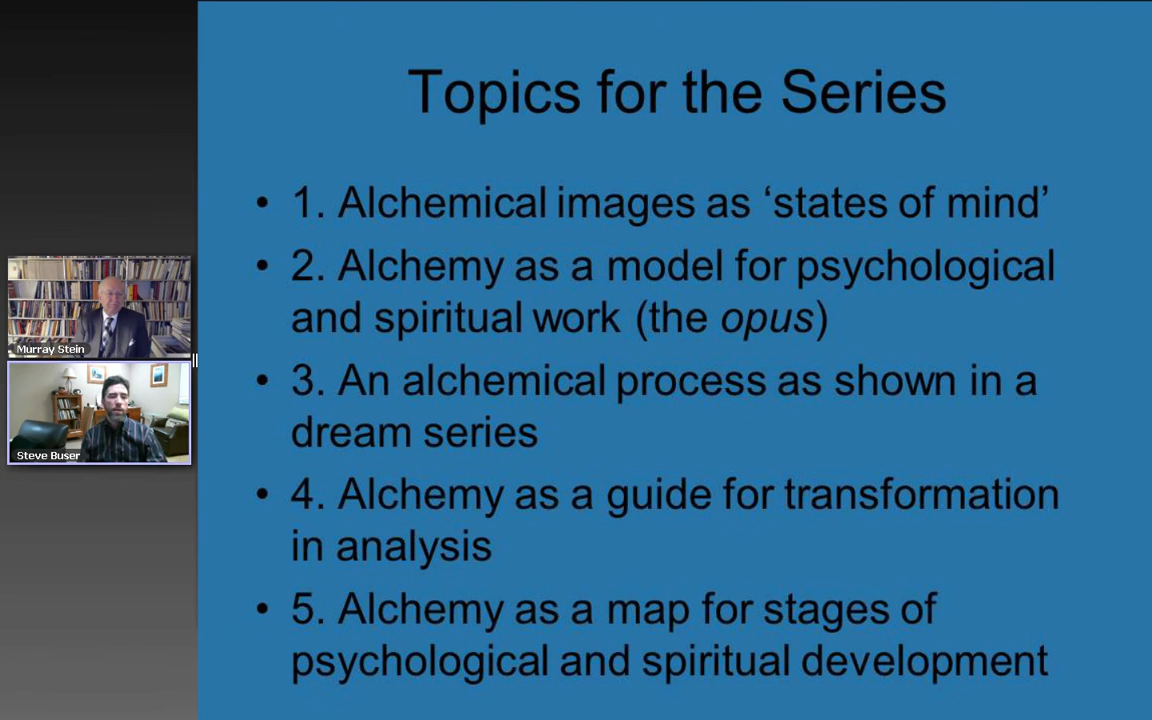 Topics for the Series
• 1. Alchemical images as ‘states of mind’
• 2. Alchemy as a model for psychological
and spiritual work (the opus)
• 3. An alchemical process as shown in a
dream series
• 4. Alchemy as a guide for transformation
in analysis
• 5. Alchemy as a map for stages of
psychological and spiritual development
Murray Stein
Steve Buser